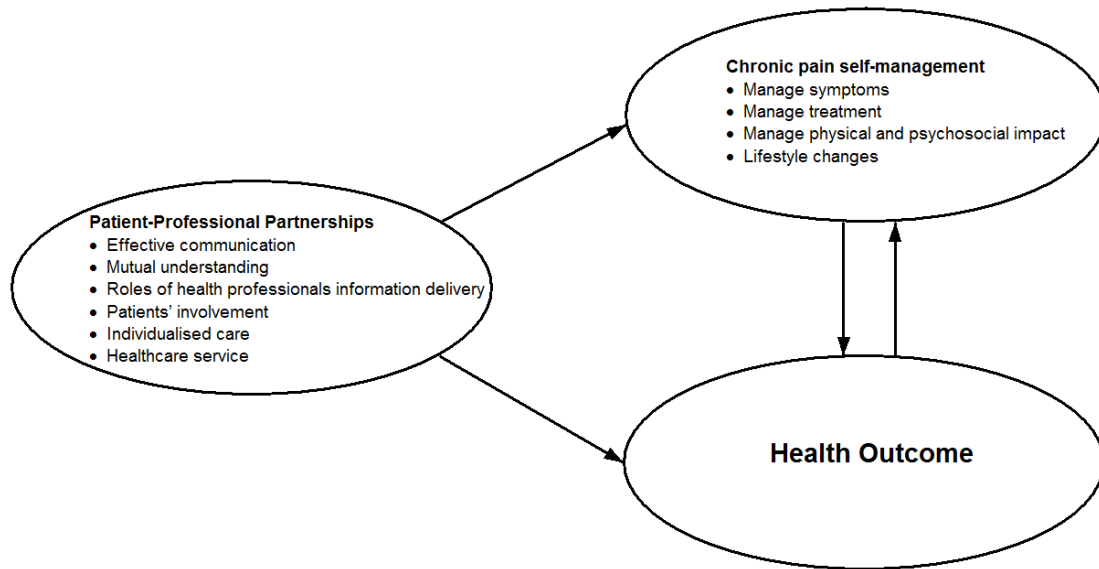 Chronic pain self-management
• Manage symptoms
• Manage treatment
• Manage physical and psychosocial impact
• Lifestyle changes
Patient-Professional Partnerships
• Effective communication
• Mutual understanding
• Roles of health professionals information delivery
• Patients’ involvement
• Individualised care
• Healthcare service
Health Outcome